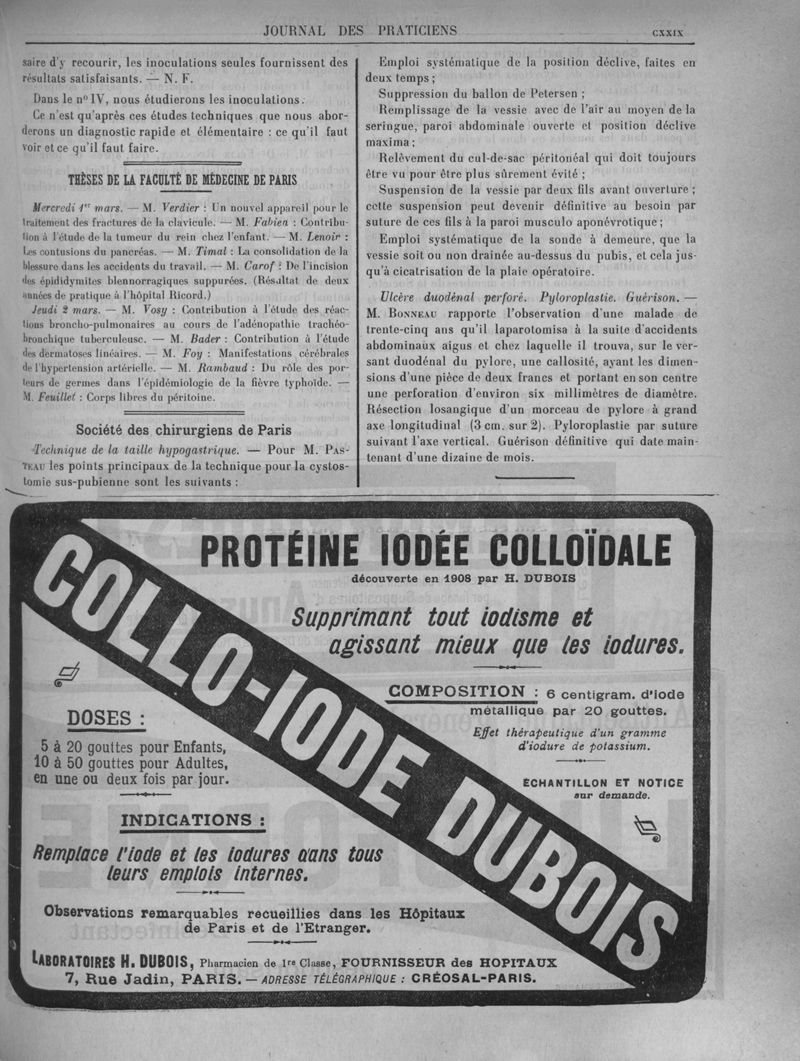 JOURNAL DES PRATICIENS
CXXIX
saire d'y recourir, les inoculations seules fournissent des
résultats satisfaisants. — N. F.
Dans le n° IV, nous étudierons les inoculations.
Ce n'est qu'après ces études techniques que nous abor-
derons un diagnostic rapide et élémentaire : ce qu'il faut
voir et ce qu'il faut faire.
THÈSES DE LA FACULTÉ DE MÉDECINE DE PARIS
Mercredi 1er mars. — M. Verdier : Un nouvel appareil pour le
traitement des fractures de la clavicule. — M. Fabien : Contribu-
tion à l'étude de la tumeur du rein chez l'enfant. — M. Lenoir :
Les contusions du pancréas. — M. Timal : La consolidation de la
blessure dans les accidents du travail. — M. Carof : De l'incision
des épididymites blennorragiques suppurées. (Résultat de deux
années de pratique à l'hôpital Ricord.)
Jeudi 2 mars. — M. Vosy : Contribution à l'étude des réac-
tions broncho-pulmonaires au cours de l'adénopathie trachéo-
bronchique tuberculeuse. — M. Bader : Contribution à l'étude
des dermatoses linéaires. — M. Foy : Manifestations cérébrales
de l'hypertension artérielle. — M. Rambaud : Du rôle des por-
teurs de germes dans l'épidémiologie de la fièvre typhoïde. —
M. Feuillet : Corps libres du péritoine.
Société des chirurgiens de Paris
Technique de la taille hypogastrique. — Pour M. PAS-
TEAU les points principaux de la technique pour la cystos-
tomie sus-pubienne sont les suivants :
Emploi systématique de la position déclive, faites en
deux temps ;
Suppression du ballon de Petersen ;
Remplissage de la vessie avec de l'air au moyen de la
seringue, paroi abdominale ouverte et position déclive
maxima ;
Relèvement du cul-de-sac péritonéal qui doit toujours
être vu pour être plus sûrement évité ;
Suspension de la vessie par deux fils avant ouverture ;
cette suspension peut devenir définitive au besoin par
suture de ces fils à la paroi musculo aponévrotique ;
Emploi systématique de la sonde à demeure, que la
vessie soit ou non drainée au-dessus du pubis, et cela jus-
qu'à cicatrisation de la plaie opératoire.
Ulcère duodénal perforé. Pyloroplastie. Guérison. —
M. BONNEAU rapporte l'observation d'une malade de
trente-cinq ans qu'il laparotomisa à la suite d'accidents
abdominaux aigus et chez laquelle il trouva, sur le ver-
sant duodénal du pylore, une callosité, ayant les dimen-
sions d'une pièce de deux francs et portant en son centre
une perforation d'environ six millimètres de diamètre.
Résection losangique d'un morceau de pylore à grand
axe longitudinal (3 cm. sur 2). Pyloroplastie par suture
suivant l'axe vertical. Guérison définitive qui date main-
tenant d'une dizaine de mois.
PROTÉINE IODÉE COLLOÏDALE
découverte en 1908 par H. DUBOIS
Supprimant tout iodisme et
agissant mieux que les iodures.
COLLO-IODE DUBOIS
COMPOSITION : 6 centigram. d'iode
métallique par 20 gouttes.
Effet thérapeutique d'un gramme
d'iodure de potassium.
ÉCHANTILLON ET NOTICE
sur demande.
DOSES :
5 à 20 gouttes pour Enfants,
10 à 50 gouttes pour Adultes,
en une ou deux fois par jour.
INDICATIONS :
Remplace l'iode et les iodures dans tous
leurs emplois internes.
Observations remarquables recueillies dans les Hôpitaux
de Paris et de l'Etranger.
LABORATOIRES H. DUBOIS, Pharmacien de 1re Classe, FOURNISSEUR des HOPITAUX
7, Rue Jadin, PARIS. — ADRESSE TÉLÉGRAPHIQUE : CRÉOSAL-PARIS.